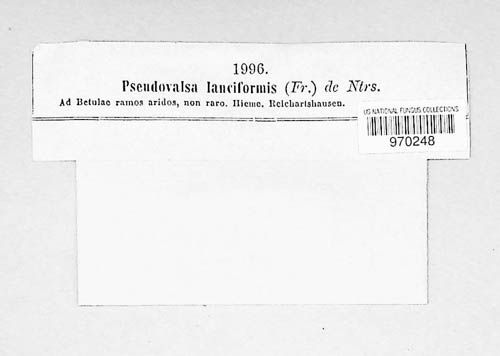 1996.
Pseudovalsa lanciformis (Fr.) de Ntrs.
Ad Betulae ramos aridos, non raro. Hieme. Reichartshausen.
US NATIONAL FUNGUS COLLECTIONS
970248